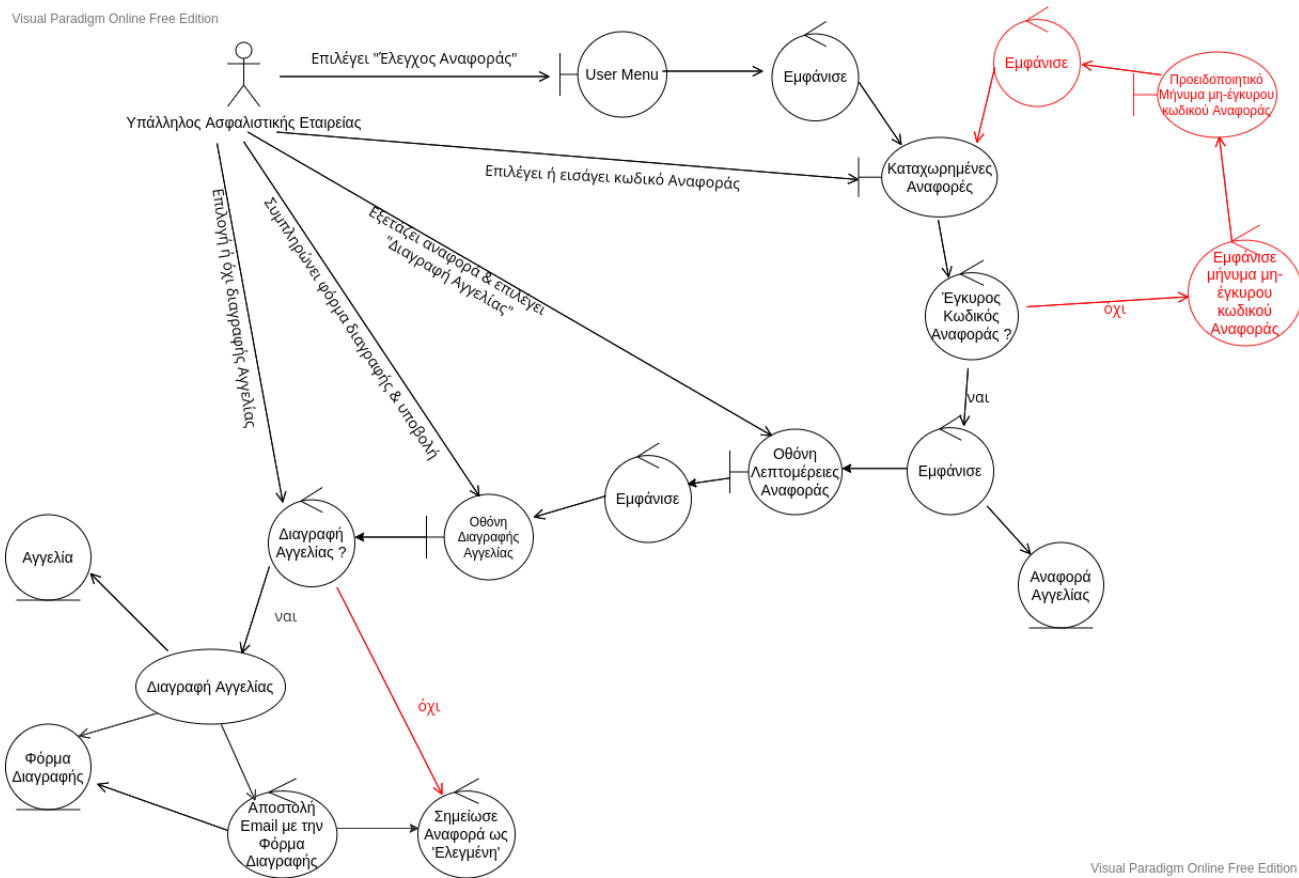 Visual Paradigm Online Free Edition
Επιλέγει "Έλεγχος Αναφοράς"
User Menu
Εμφάνισε
Εμφάνισε
Προειδοποιητικό
Μήνυμα μη-έγκυρου
κωδικού Αναφοράς
Υπάλληλος Ασφαλιστικής Εταιρείας
Επιλέγει ή εισάγει κωδικό Αναφοράς
Καταχωρημένες
Αναφορές
Επιλογή ή όχι διαγραφής Αγγελίας
Συμπληρώνει φόρμα διαγραφής & υποβολή
Εξετάζει αναφορα & επιλέγει
"Διαγραφή Αγγελίας"
Έγκυρος
Κωδικός
Αναφοράς ?
όχι
Εμφάνισε
μήνυμα μη-
έγκυρου
κωδικού
Αναφοράς
ναι
Εμφάνισε
Οθόνη
Λεπτομέρειες
Αναφοράς
Εμφάνισε
Οθόνη
Διαγραφής
Αγγελίας
Διαγραφή
Αγγελίας ?
Αγγελία
Αναφορά
Αγγελίας
ναι
Διαγραφή Αγγελίας
όχι
Φόρμα
Διαγραφής
Αποστολή
Email με την
Φόρμα
Διαγραφής
Σημείωσε
Αναφορά ως
'Ελεγμένη'
Visual Paradigm Online Free Edition